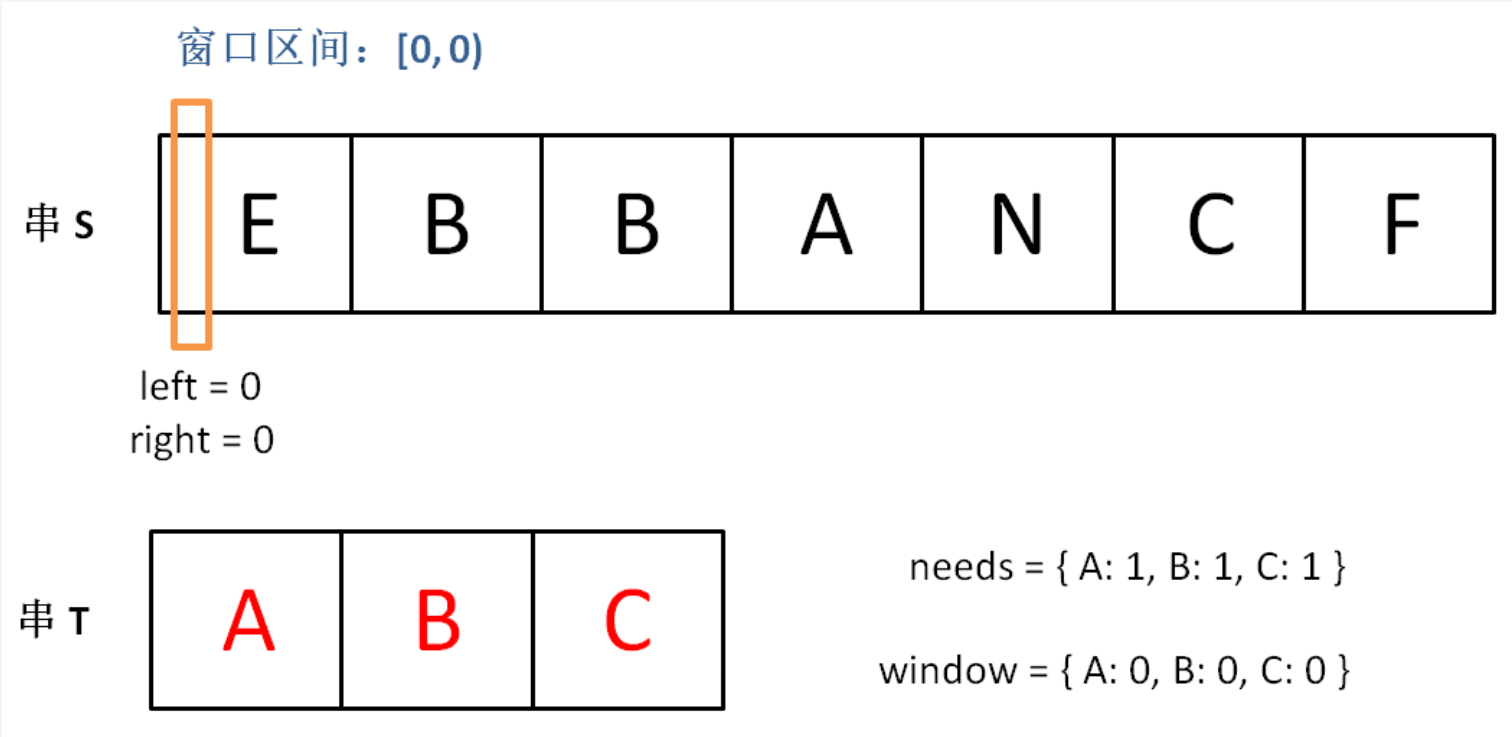 窗口区间：[0, 0)
串 S
E B B A N C F
left = 0
right = 0
串 T
A B C
needs = { A: 1, B: 1, C: 1 }
window = { A: 0, B: 0, C: 0 }